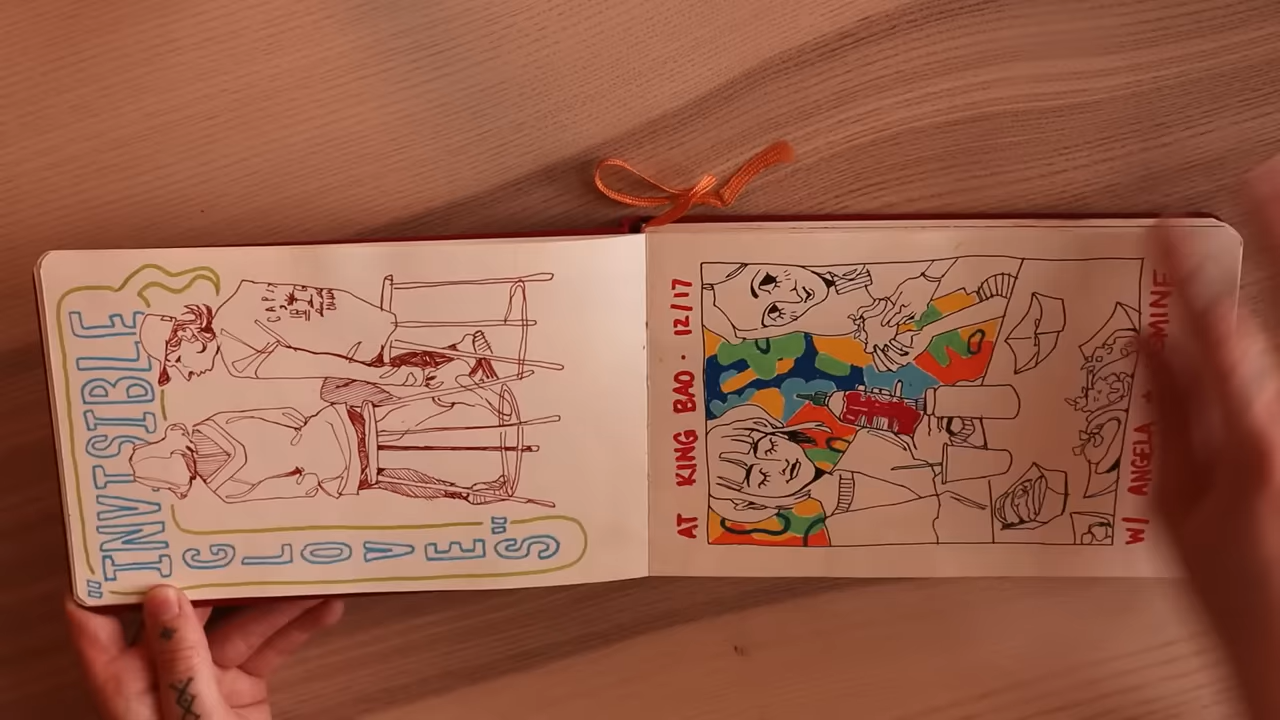 "INVISIBLE
GLOVES"
AT KING BAO · 12/17
W/ ANGELA